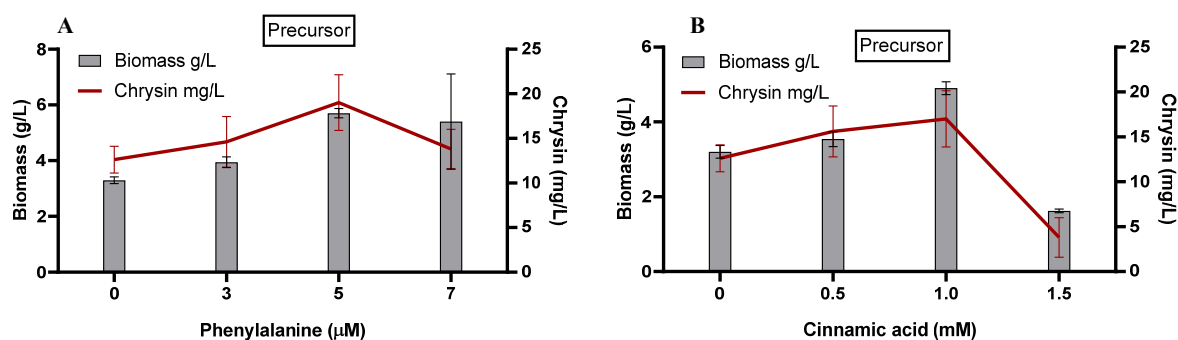 A
Precursor
Biomass g/L
Chrysin mg/L
8
6
4
2
0
Biomass (g/L)
25
20
15
10
5
0
Chrysin (mg/L)
0 3 5 7
Phenylalanine (μM)
B
Precursor
Biomass g/L
Chrysin mg/L
6
4
2
0
Biomass (g/L)
25
20
15
10
5
0
Chrysin (mg/L)
0 0.5 1.0 1.5
Cinnamic acid (mM)